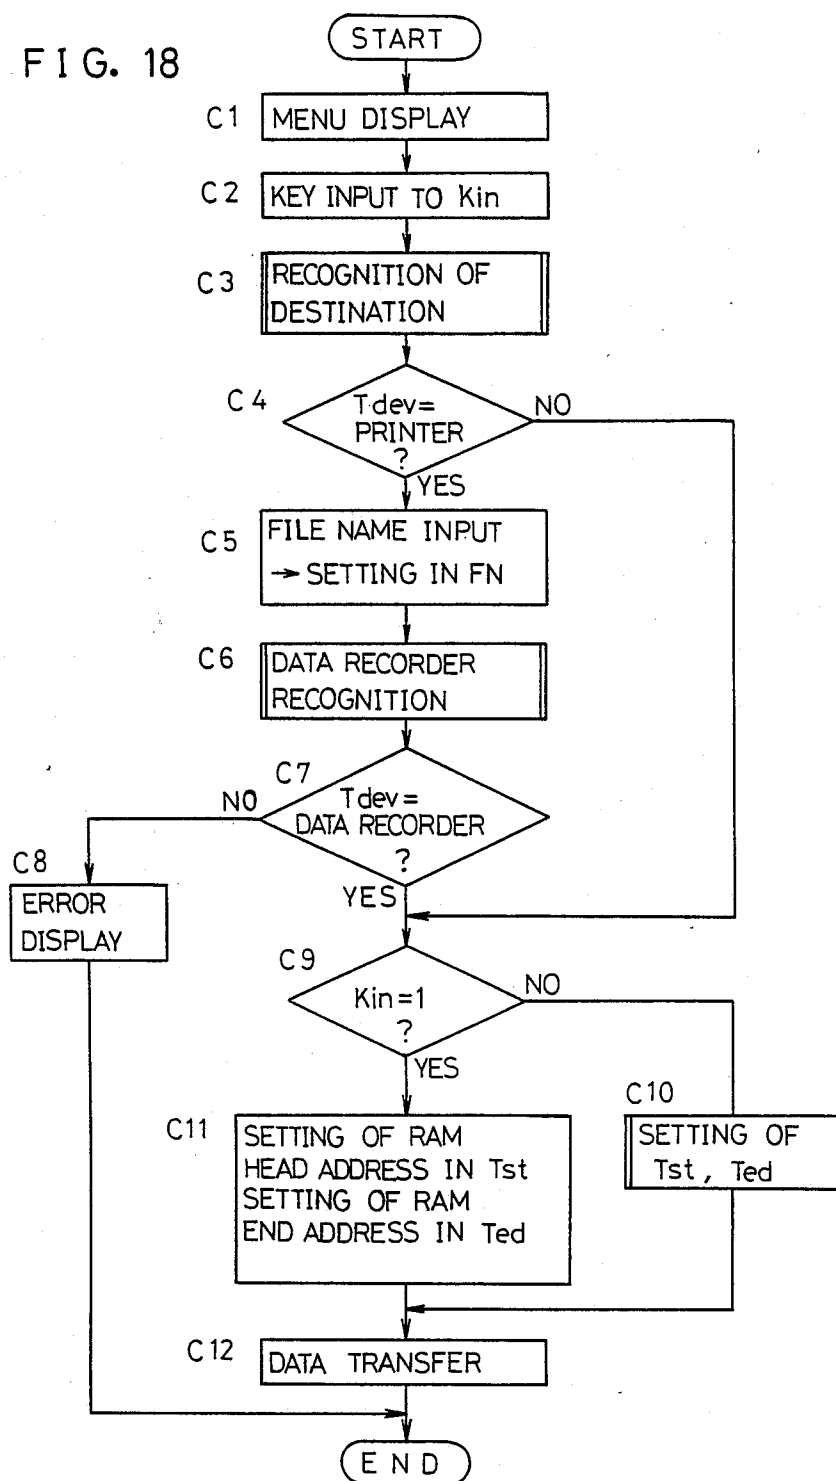 FIG. 18
START
C1
MENU DISPLAY
C2
KEY INPUT TO Kin
C3
RECOGNITION OF
DESTINATION
C4
Tdev=
PRINTER
?
NO
YES
C5
FILE NAME INPUT
→ SETTING IN FN
C6
DATA RECORDER
RECOGNITION
C7
Tdev=
DATA RECORDER
?
NO
YES
C8
ERROR
DISPLAY
C9
Kin=1
?
NO
YES
C10
SETTING OF
Tst, Ted
C11
SETTING OF RAM
HEAD ADDRESS IN Tst
SETTING OF RAM
END ADDRESS IN Ted
C12
DATA TRANSFER
END